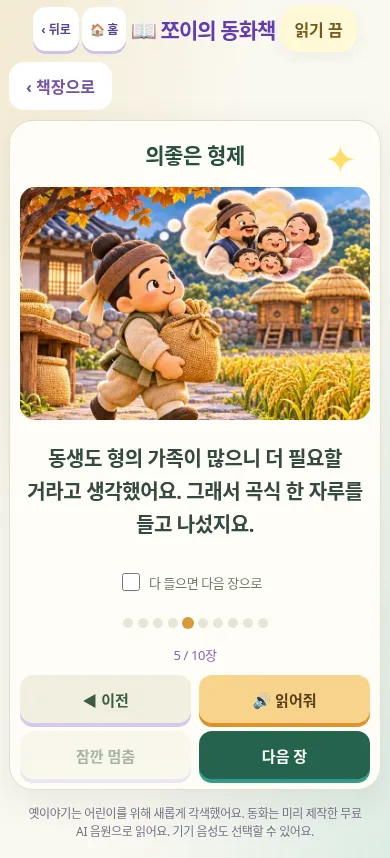 ‹ 뒤로 🏠 홈 📖 쪼이의 동화책 읽기 끝
‹ 책장으로
의좋은 형제
동생도 형의 가족이 많으니 더 필요할
거라고 생각했어요. 그래서 곡식 한 자루를
들고 나섰지요.
다 들으면 다음 장으로
5 / 10장
◀ 이전 🔊 읽어줘
잠깐 멈춤 다음 장
옛이야기는 어린이를 위해 새롭게 각색했어요. 동화는 미리 제작한 무료
AI 음원으로 읽어요. 기기 음성도 선택할 수 있어요.